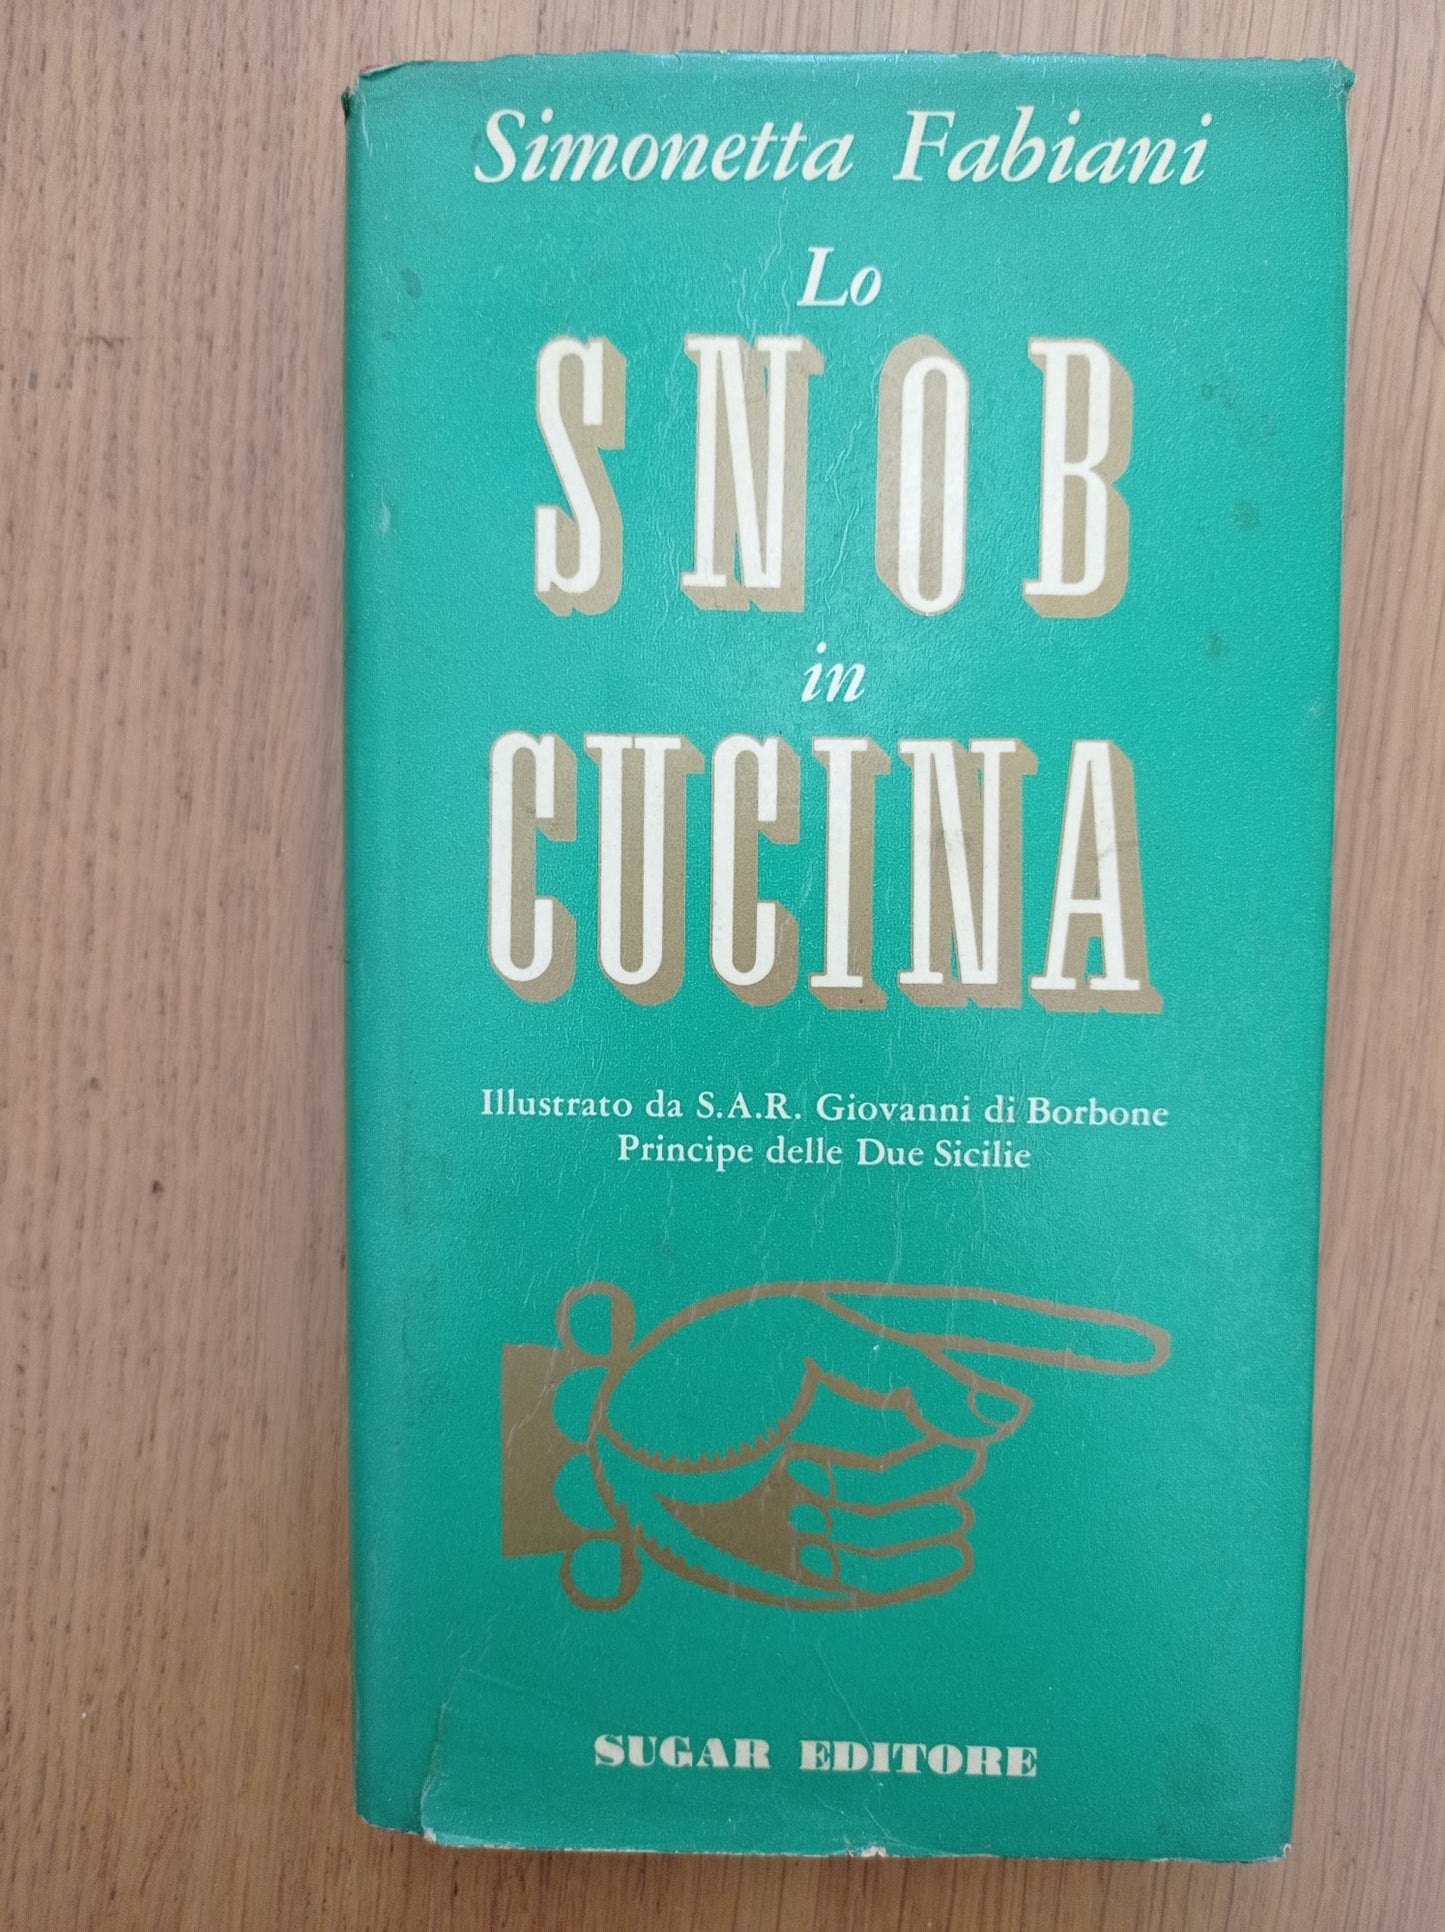 Simonetta Fabiani
Lo
SNOB
in
CUCINA
Illustrato da S.A.R. Giovanni di Borbone
Principe delle Due Sicilie
SUGAR EDITORE